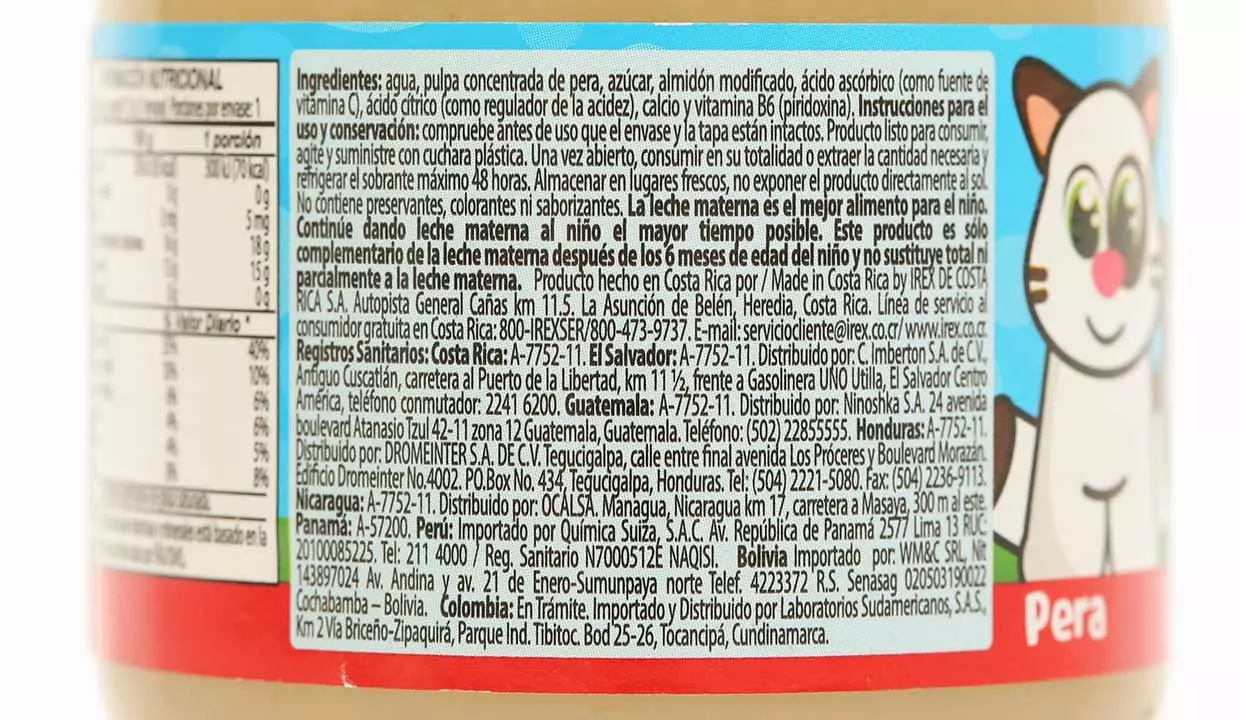 NUTRICIONAL
Porciones por envase: 1
1 porción
300 kJ (70 kcal)
0 g
5 mg
18 g
15 g
0 g
% Valor Diario *
40%
10%
6%
6%
5%
8%
está basado en la
Ingredientes: agua, pulpa concentrada de pera, azúcar, almidón modificado, ácido ascórbico (como fuente de
vitamina C), ácido cítrico (como regulador de la acidez), calcio y vitamina B6 (piridoxina). Instrucciones para el
uso y conservación: compruebe antes de uso que el envase y la tapa están intactos. Producto listo para consumir,
agite y suministre con cuchara plástica. Una vez abierto, consumir en su totalidad o extraer la cantidad necesaria y
refrigerar el sobrante máximo 48 horas. Almacenar en lugares frescos, no exponer el producto directamente al sol.
No contiene preservantes, colorantes ni saborizantes. La leche materna es el mejor alimento para el niño.
Continúe dando leche materna al niño el mayor tiempo posible. Este producto es sólo
complementario de la leche materna después de los 6 meses de edad del niño y no sustituye total ni
parcialmente a la leche materna. Producto hecho en Costa Rica por / Made in Costa Rica by IREX DE COSTA
RICA S.A. Autopista General Cañas km 11.5. La Asunción de Belén, Heredia, Costa Rica. Línea de servicio al
consumidor gratuita en Costa Rica: 800-IREXSER/800-473-9737. E-mail: serviciocliente@irex.co.cr/ www.irex.co.cr.
Registros Sanitarios: Costa Rica: A-7752-11. El Salvador: A-7752-11. Distribuido por: C. Imberton S.A. de C.V.,
Antiguo Cuscatlán, carretera al Puerto de la Libertad, km 11 ½, frente a Gasolinera UNO Utilla, El Salvador Centro
América, teléfono conmutador: 2241 6200. Guatemala: A-7752-11. Distribuido por: Ninoshka S.A. 24 avenida
boulevard Atanasio Tzul 42-11 zona 12 Guatemala, Guatemala. Teléfono: (502) 22855555. Honduras: A-7752-11.
Distribuido por: DROMEINTER S.A. DE C.V. Tegucigalpa, calle entre final avenida Los Próceres y Boulevard Morazán.
Edificio Dromeinter No.4002. PO.Box No. 434, Tegucigalpa, Honduras. Tel: (504) 2221-5080. Fax: (504) 2236-9113.
Nicaragua: A-7752-11. Distribuido por: OCALSA. Managua, Nicaragua km 17, carretera a Masaya, 300 m al este.
Panamá: A-57200. Perú: Importado por Química Suiza, S.A.C. Av. República de Panamá 2577 Lima 13 RUC:
20100085225. Tel: 211 4000 / Reg. Sanitario N7000512E NAQISI. Bolivia Importado por: WM&C SRL, Nit
143897024 Av. Andina y av. 21 de Enero-Sumunpaya norte Telef. 4223372 R.S. Senasag 020503190022
Cochabamba – Bolivia. Colombia: En Trámite. Importado y Distribuido por Laboratorios Sudamericanos, S.A.S.,
Km 2 Vía Briceño-Zipaquirá, Parque Ind. Tibitoc. Bod 25-26, Tocancipá, Cundinamarca.
Pera